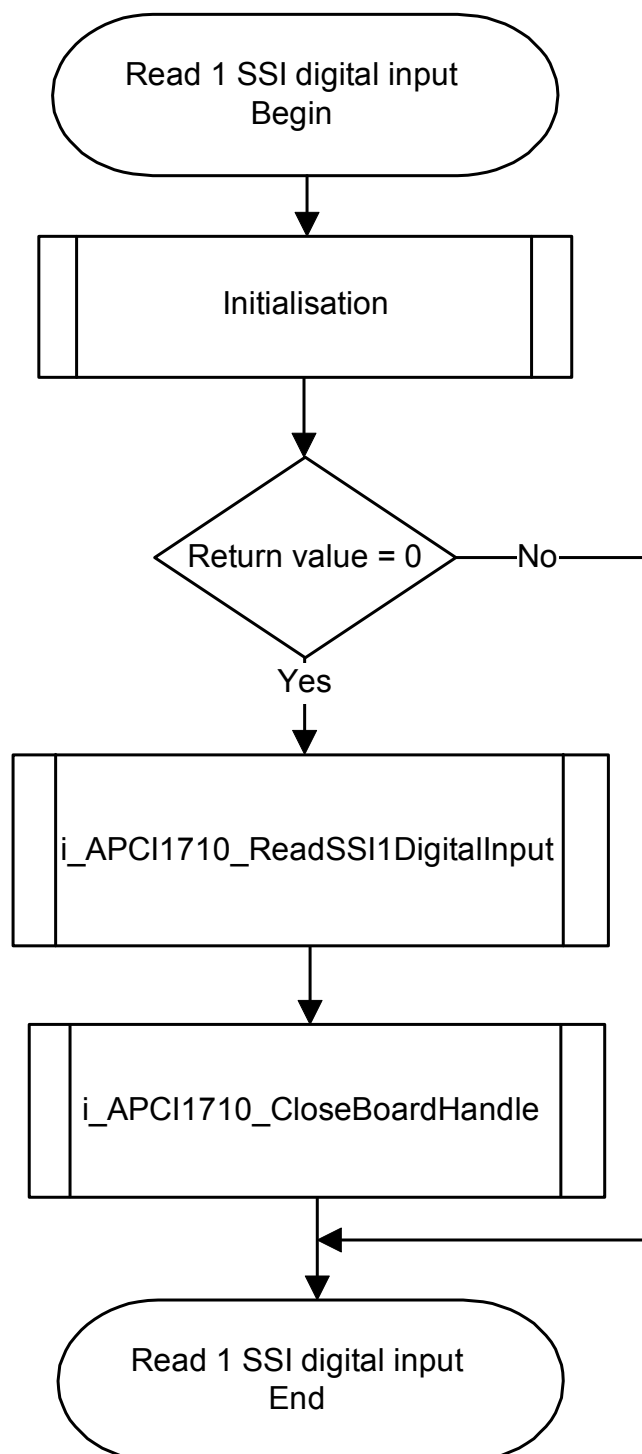 Read 1 SSI digital input
Begin
Initialisation
Return value = 0
No
Yes
i_APCI1710_ReadSSI1DigitalInput
i_APCI1710_CloseBoardHandle
Read 1 SSI digital input
End